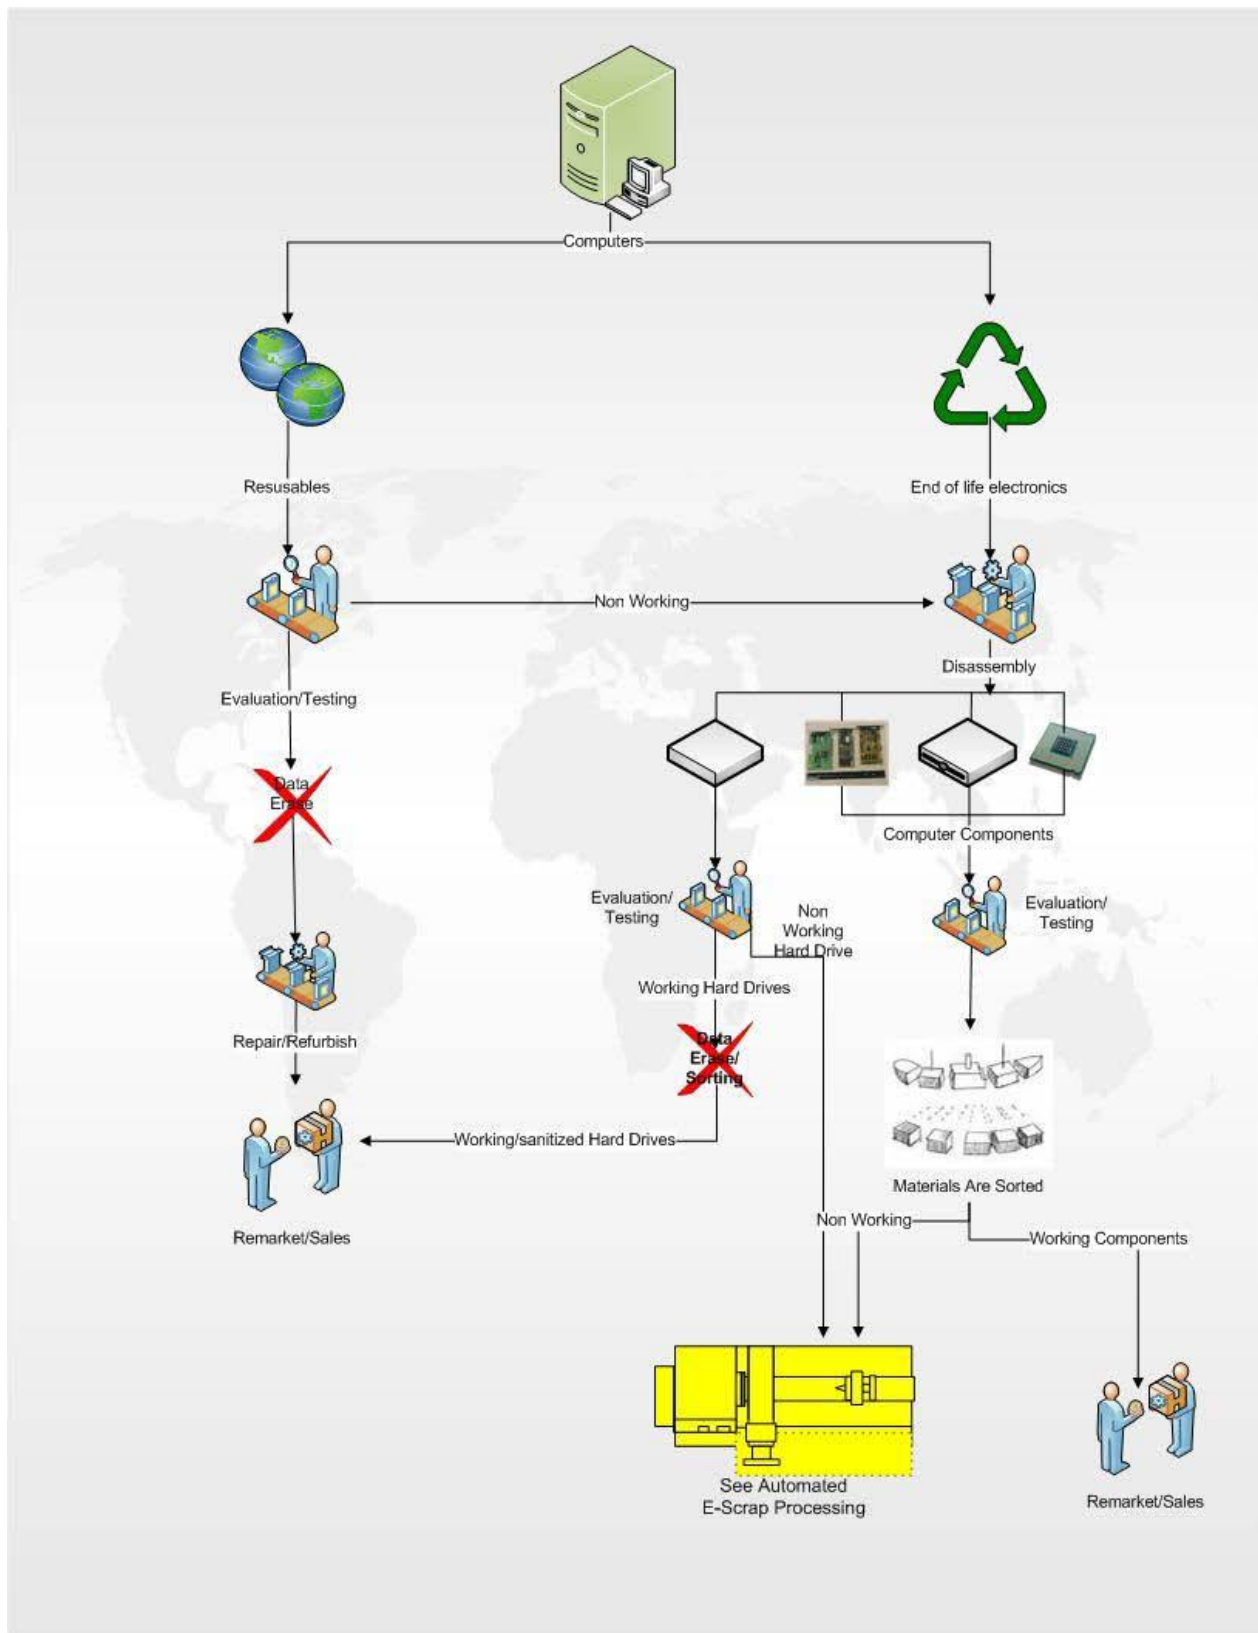 Computers
Resusables
End of life electronics
Non Working
Disassembly
Evaluation/Testing
Data
Erase
Computer Components
Evaluation/
Testing
Non
Working
Hard Drive
Evaluation/
Testing
Working Hard Drives
Repair/Refurbish
Data
Erase/
Sorting
Working/sanitized Hard Drives
Materials Are Sorted
Non Working
Remarket/Sales
Working Components
See Automated
E-Scrap Processing
Remarket/Sales